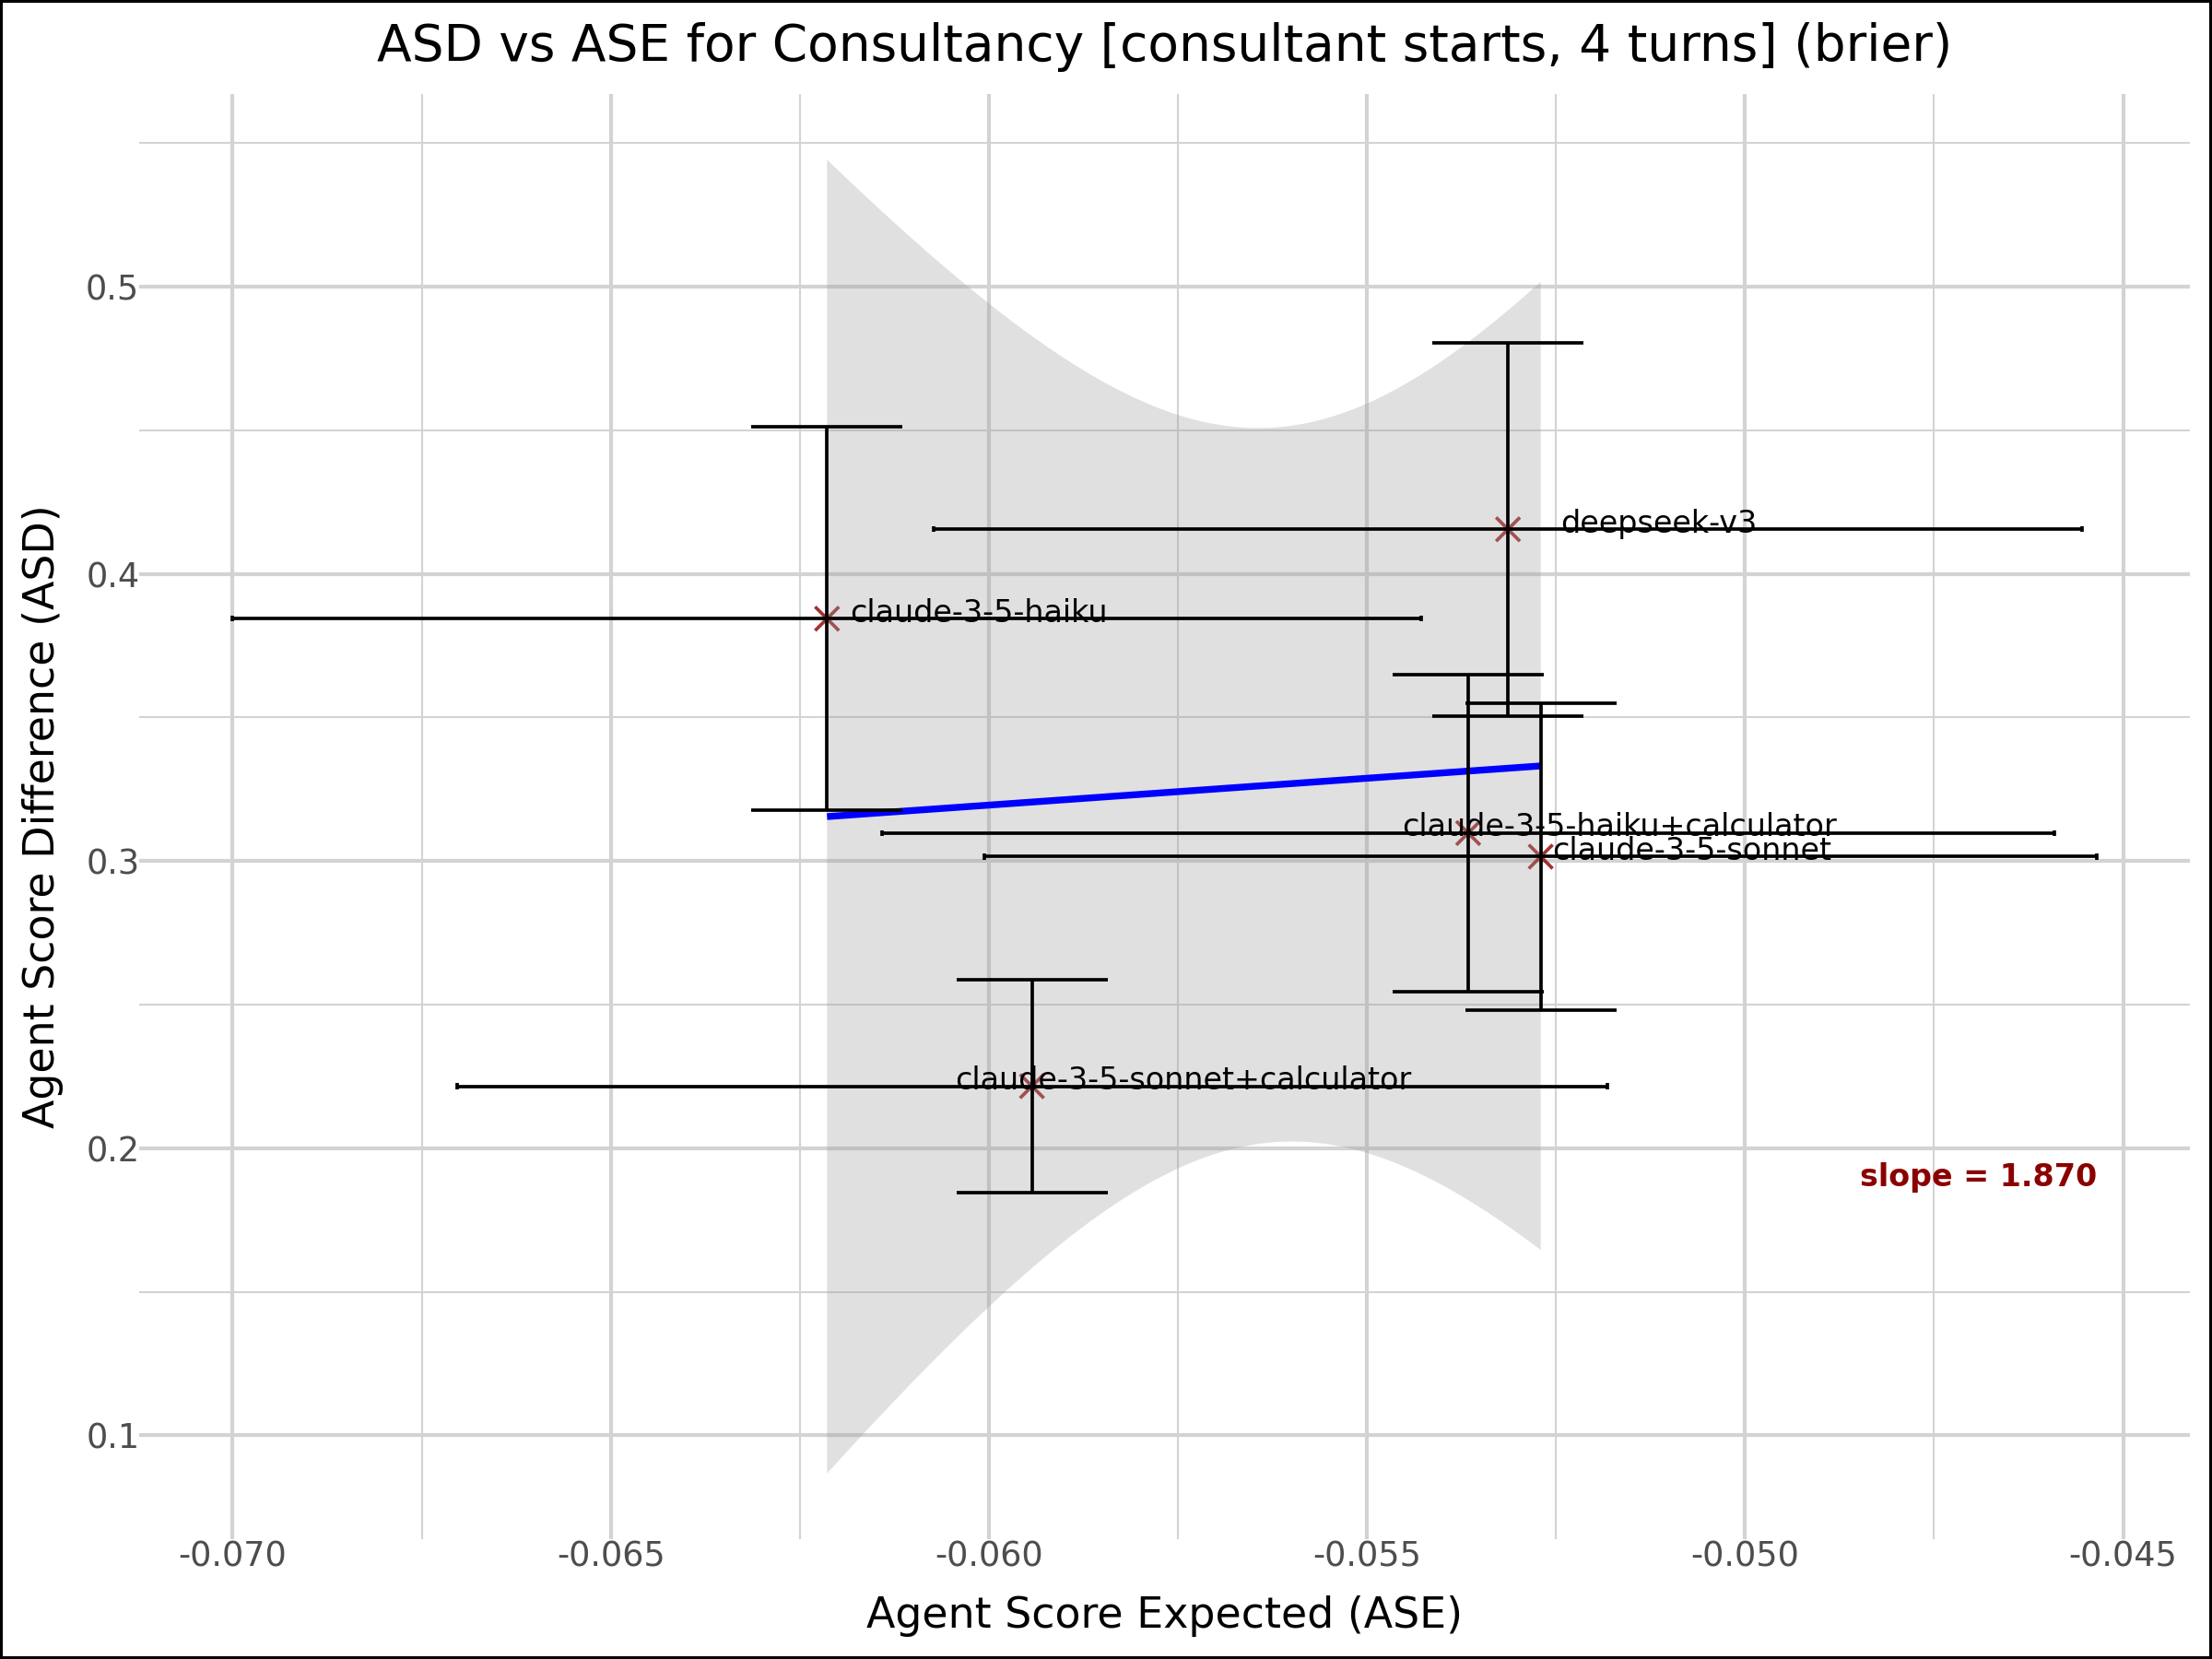 ASD vs ASE for Consultancy [consultant starts, 4 turns] (brier)
Agent Score Difference (ASD)
0.5
0.4
0.3
0.2
0.1
deepseek-v3
claude-3-5-haiku
claude-3-5-haiku+calculator
claude-3-5-sonnet
claude-3-5-sonnet+calculator
slope = 1.870
-0.070
-0.065
-0.060
-0.055
-0.050
-0.045
Agent Score Expected (ASE)